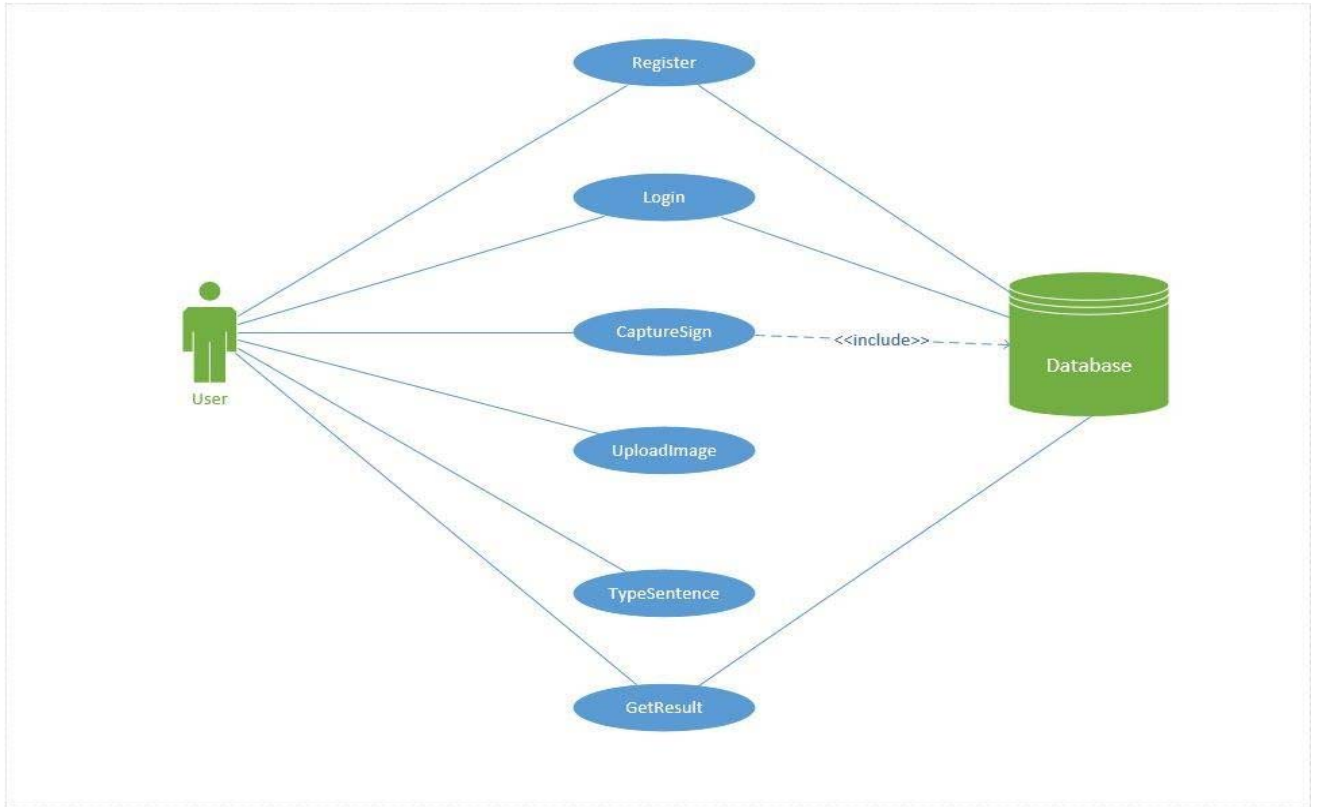 Register
Login
CaptureSign
<<include>>
Database
User
UploadImage
TypeSentence
GetResult